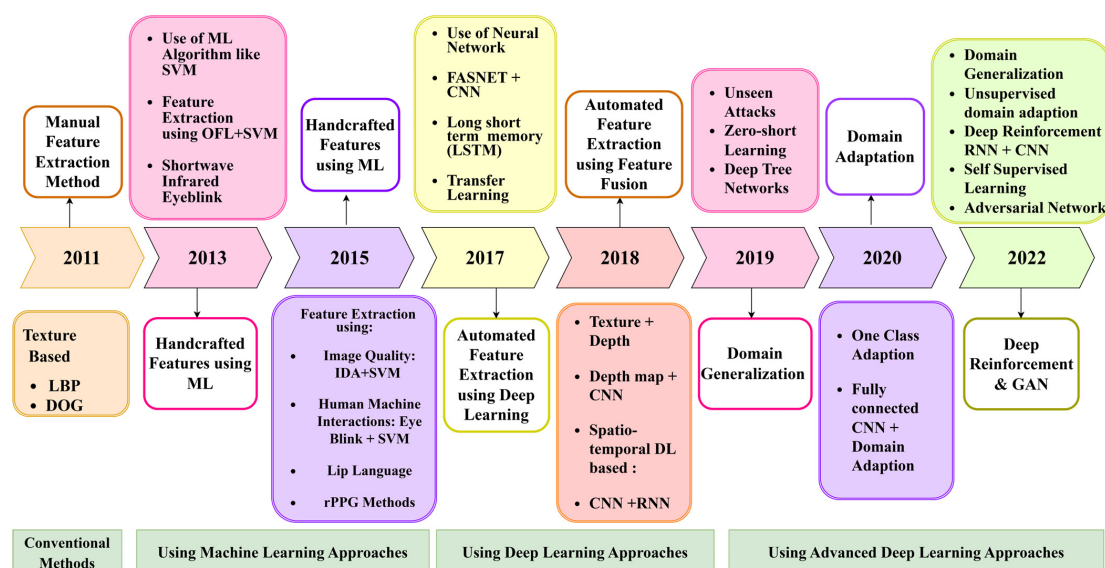 Manual
Feature
Extraction
Method
• Use of ML
Algorithm like
SVM
• Feature
Extraction
using OFL+SVM
• Shortwave
Infrared
Eyeblink
Handcrafted
Features
using ML
• Use of Neural
Network
• FASNET +
CNN
• Long short
term memory
(LSTM)
• Transfer
Learning
Automated
Feature
Extraction
using Feature
Fusion
• Unseen
Attacks
• Zero-short
Learning
• Deep Tree
Networks
Domain
Adaptation
• Domain
Generalization
• Unsupervised
domain adaption
• Deep Reinforcement
RNN + CNN
• Self Supervised
Learning
• Adversarial Network
2011
2013
2015
2017
2018
2019
2020
2022
Texture
Based
• LBP
• DOG
Handcrafted
Features using
ML
Feature Extraction
using:
• Image Quality:
IDA+SVM
• Human Machine
Interactions: Eye
Blink + SVM
• Lip Language
• rPPG Methods
Automated
Feature
Extraction
using Deep
Learning
• Texture +
Depth
• Depth map +
CNN
• Spatio-
temporal DL
based :
• CNN +RNN
Domain
Generalization
• One Class
Adaption
• Fully
connected
CNN +
Domain
Adaption
Deep
Reinforcement
& GAN
Conventional
Methods
Using Machine Learning Approaches
Using Deep Learning Approaches
Using Advanced Deep Learning Approaches